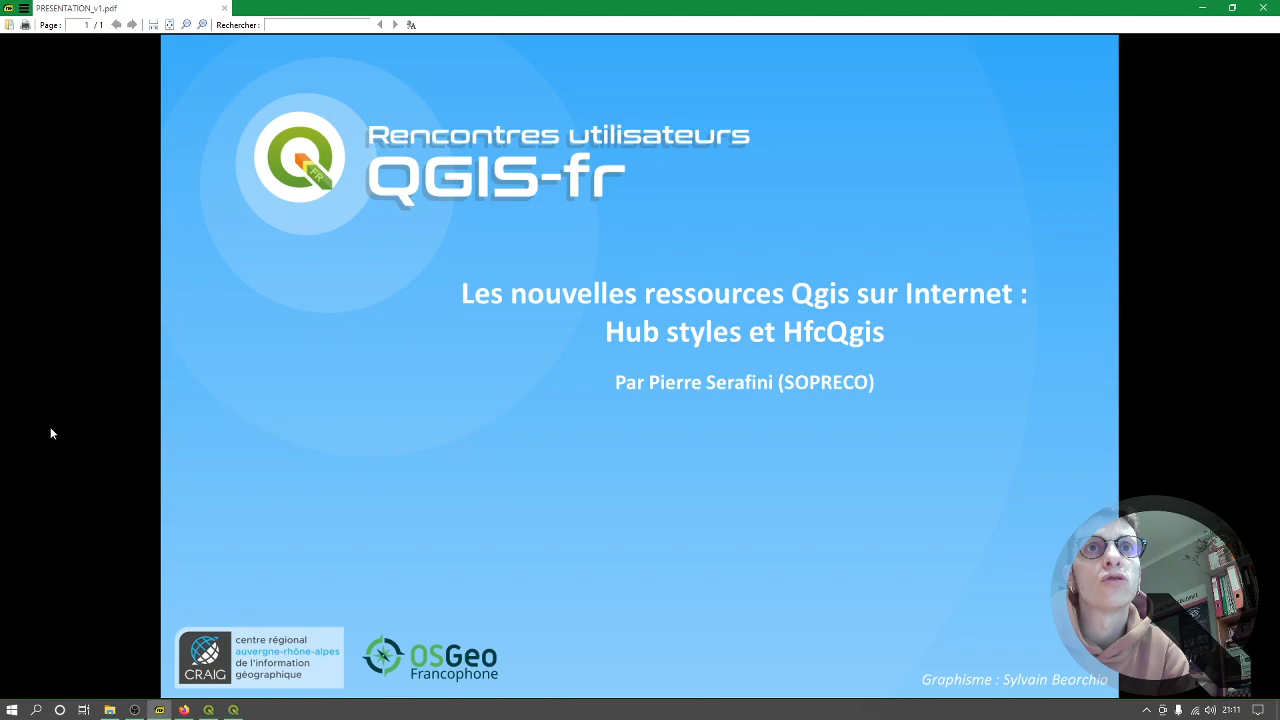 PRESENTATION_v1.pdf
Page : 1 / 1 Rechercher :
Rencontres utilisateurs
QGIS-fr
FR
Les nouvelles ressources Qgis sur Internet :
Hub styles et HfcQgis
Par Pierre Serafini (SOPRECO)
centre régional
auvergne-rhône-alpes
de l'information
géographique
CRAIG
OSGeo
Francophone
Graphisme : Sylvain Beorchia
21:11